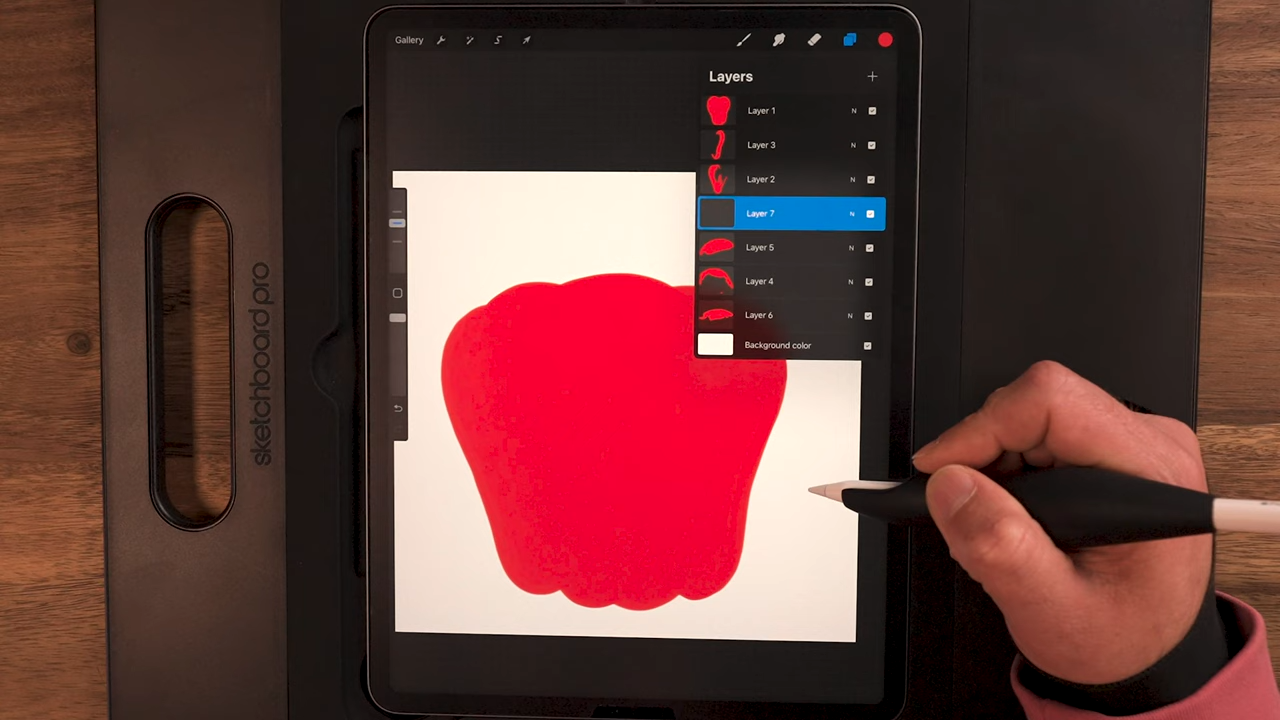 Gallery
Layers
Layer 1 N
Layer 3 N
Layer 2 N
Layer 7 N
Layer 5 N
Layer 4 N
Layer 6 N
Background color
sketchboard pro